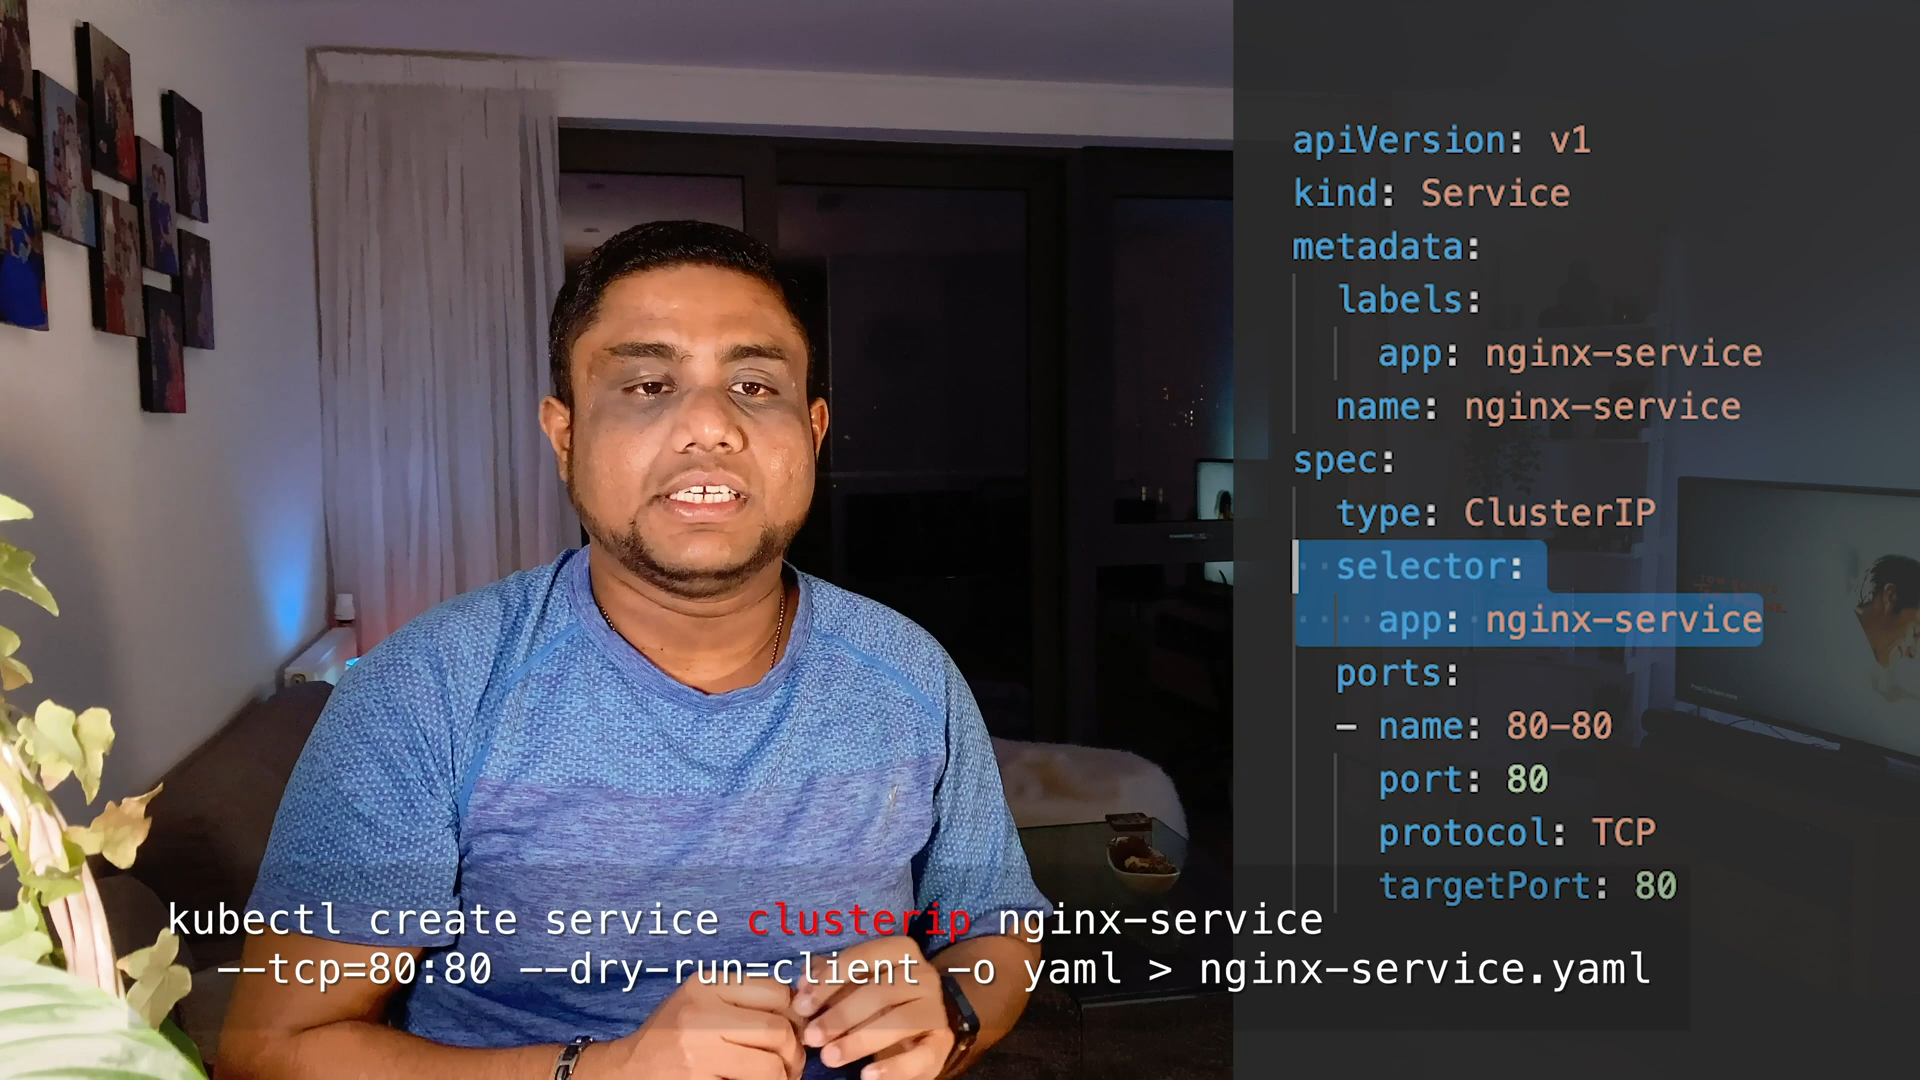 apiVersion: v1
kind: Service
metadata:
  labels:
    app: nginx-service
  name: nginx-service
spec:
  type: ClusterIP
  selector:
    app: nginx-service
  ports:
  - name: 80-80
    port: 80
    protocol: TCP
    targetPort: 80
kubectl create service clusterip nginx-service
--tcp=80:80 --dry-run=client -o yaml > nginx-service.yaml